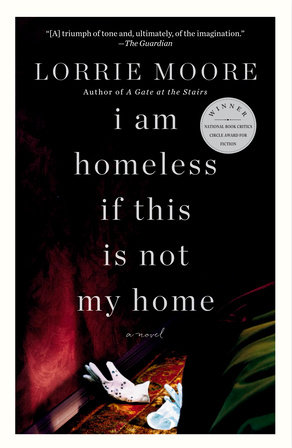 “[A] triumph of tone and, ultimately, of the imagination.”
—The Guardian
LORRIE MOORE
Author of A Gate at the Stairs
i am
homeless
if this
is not
my home
a novel
WINNER
NATIONAL BOOK CRITICS
CIRCLE AWARD FOR
FICTION